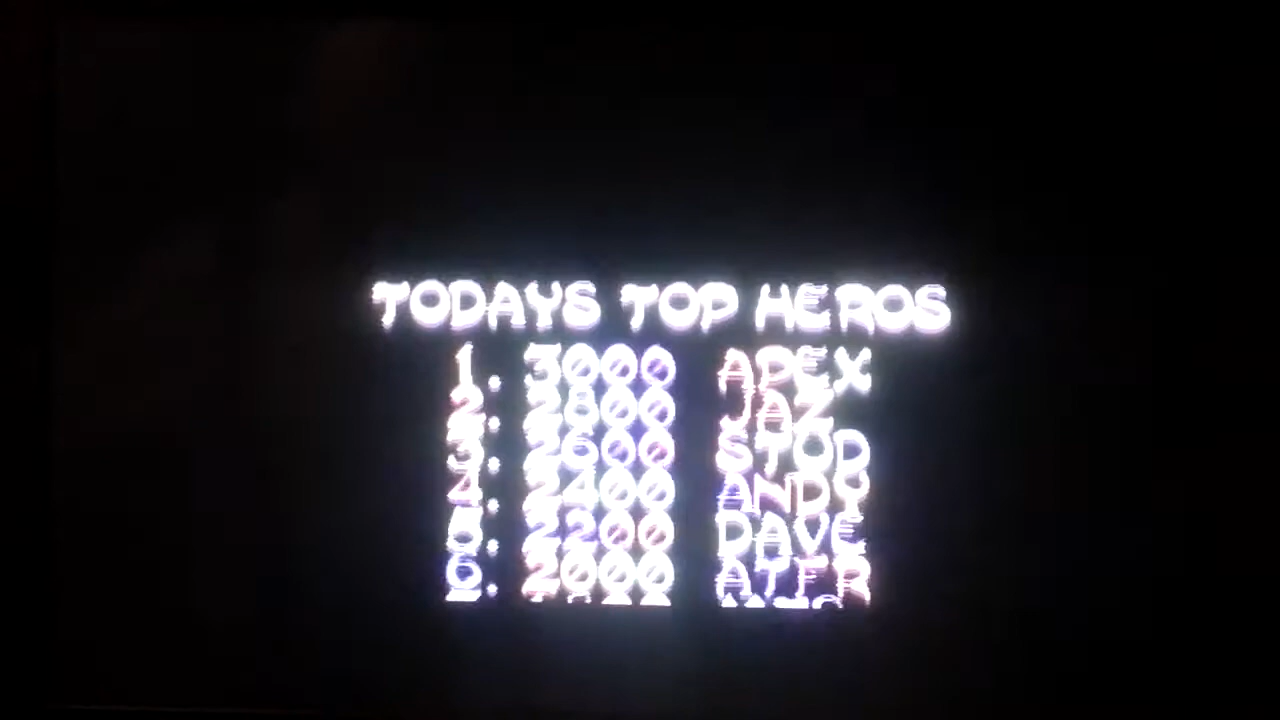 TODAYS TOP HEROS
1. 3000 APEX
2. 2800 JAZ
3. 2600 STOD
4. 2400 ANDY
5. 2200 DAVE
6. 2000 ATFR